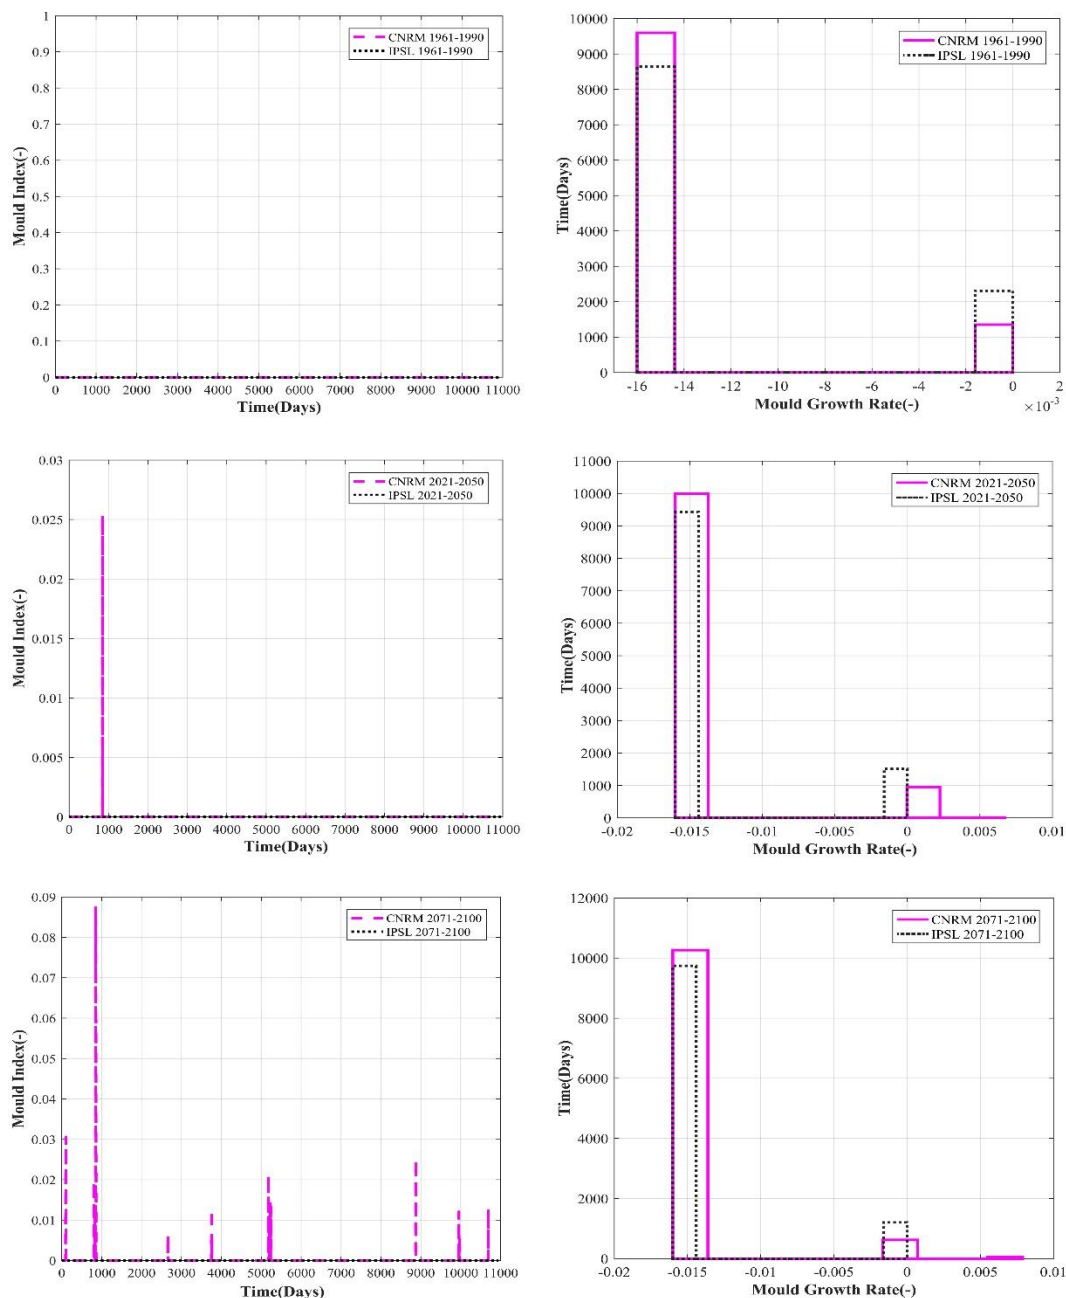 1
0.9
0.8
0.7
0.6
0.5
0.4
0.3
0.2
0.1
0
Mould Index(-)
CNRM 1961-1990
IPSL 1961-1990
0 1000 2000 3000 4000 5000 6000 7000 8000 9000 10000 11000
Time(Days)
10000
9000
8000
7000
6000
5000
4000
3000
2000
1000
0
Time(Days)
CNRM 1961-1990
IPSL 1961-1990
-16 -14 -12 -10 -8 -6 -4 -2 0 2
Mould Growth Rate(-)
×10-3
0.03
0.025
0.02
0.015
0.01
0.005
0
Mould Index(-)
CNRM 2021-2050
IPSL 2021-2050
0 1000 2000 3000 4000 5000 6000 7000 8000 9000 10000 11000
Time(Days)
11000
10000
9000
8000
7000
6000
5000
4000
3000
2000
1000
0
Time(Days)
CNRM 2021-2050
IPSL 2021-2050
-0.02 -0.015 -0.01 -0.005 0 0.005 0.01
Mould Growth Rate(-)
0.09
0.08
0.07
0.06
0.05
0.04
0.03
0.02
0.01
0
Mould Index(-)
CNRM 2071-2100
IPSL 2071-2100
0 1000 2000 3000 4000 5000 6000 7000 8000 9000 10000 11000
Time(Days)
12000
10000
8000
6000
4000
2000
0
Time(Days)
CNRM 2071-2100
IPSL 2071-2100
-0.02 -0.015 -0.01 -0.005 0 0.005 0.01
Mould Growth Rate(-)